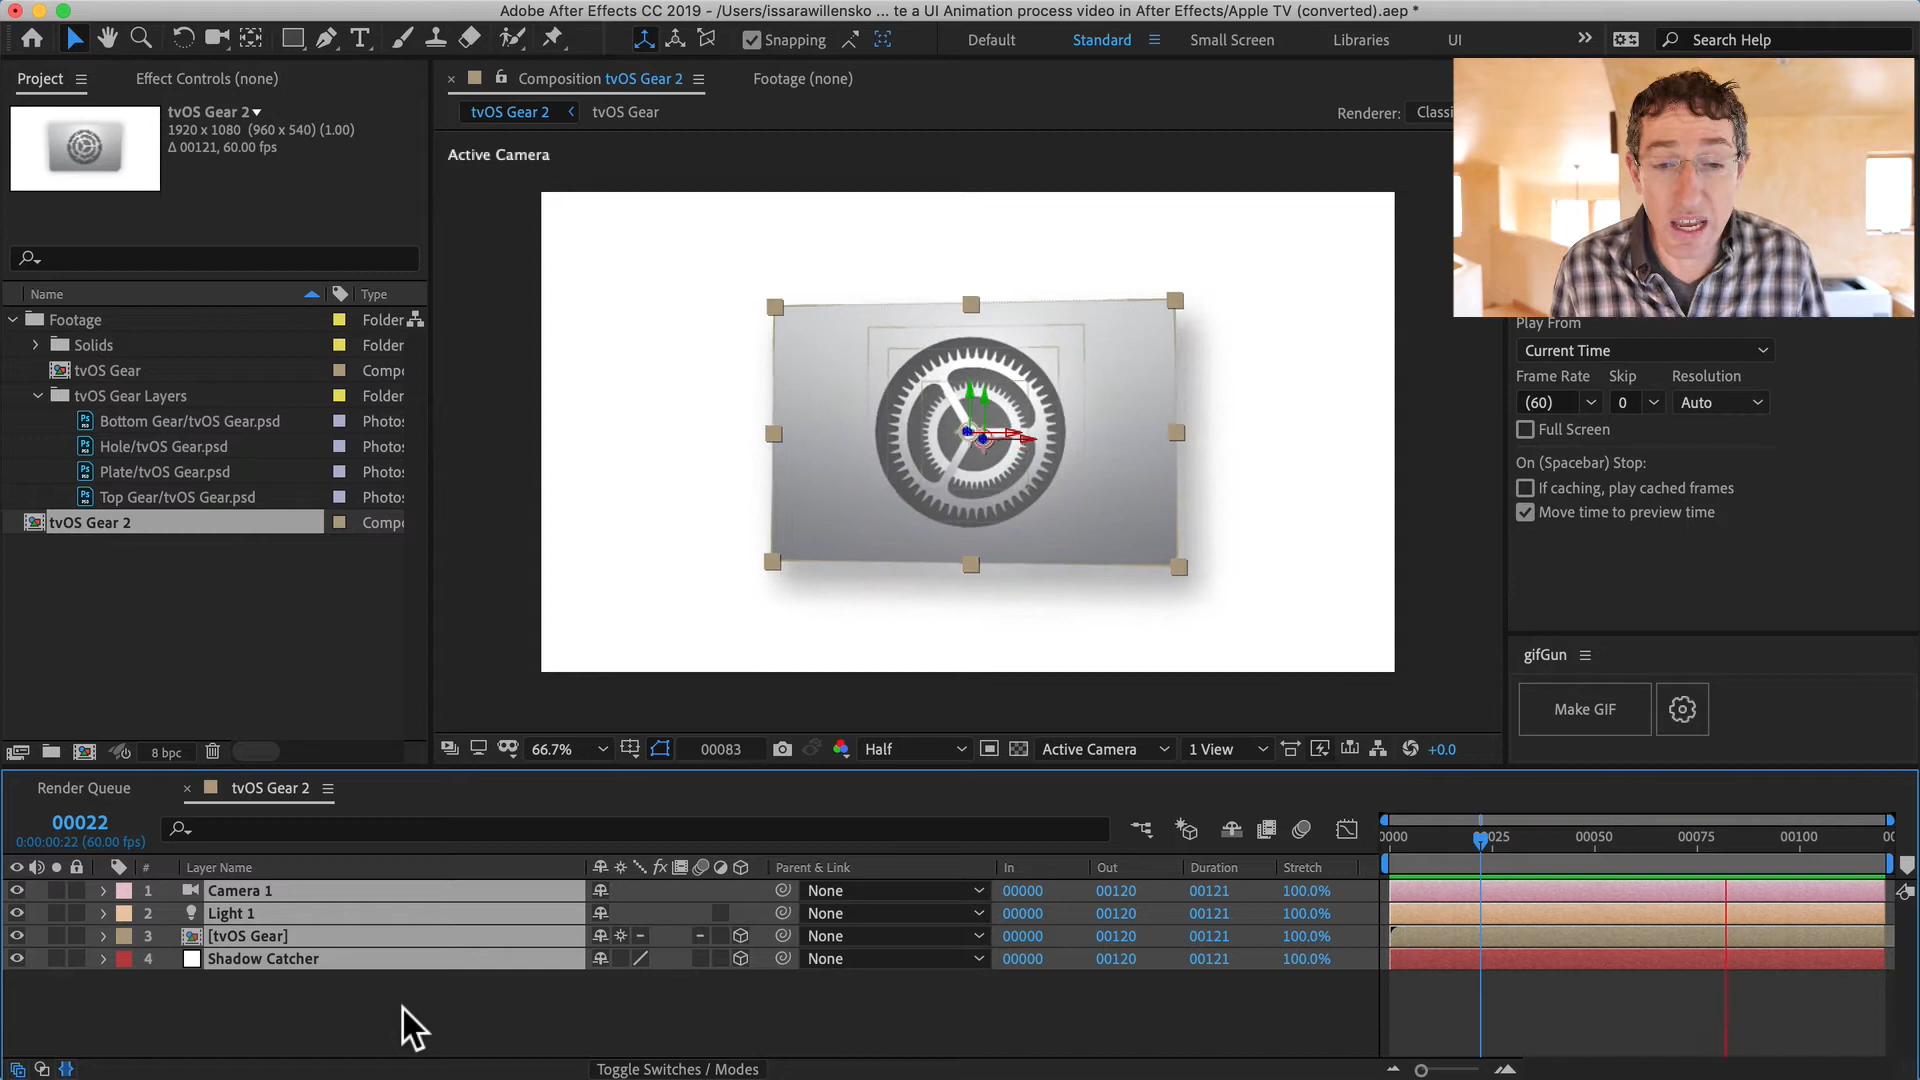 Adobe After Effects CC 2019 - /Users/issarawillensko ... te a UI Animation process video in After Effects/Apple TV (converted).aep *
Snapping
Default
Standard
Small Screen
Libraries
UI
Search Help
Project
Effect Controls (none)
Composition tvOS Gear 2
Footage (none)
tvOS Gear 2
1920 x 1080 (960 x 540) (1.00)
Δ 00121, 60.00 fps
tvOS Gear 2
tvOS Gear
Renderer:
Classi
Active Camera
Name
Type
Footage
Folder
Solids
Folder
tvOS Gear
Compo
tvOS Gear Layers
Folder
Bottom Gear/tvOS Gear.psd
Photos
Hole/tvOS Gear.psd
Photos
Plate/tvOS Gear.psd
Photos
Top Gear/tvOS Gear.psd
Photos
tvOS Gear 2
Compo
Play From
Current Time
Frame Rate
Skip
Resolution
(60)
0
Auto
Full Screen
On (Spacebar) Stop:
If caching, play cached frames
Move time to preview time
gifGun
Make GIF
8 bpc
66.7%
00083
Half
Active Camera
1 View
+0.0
Render Queue
tvOS Gear 2
00022
0:00:00:22 (60.00 fps)
0000
00025
00050
00075
00100
00
#
Layer Name
fx
Parent & Link
In
Out
Duration
Stretch
1
Camera 1
None
00000
00120
00121
100.0%
2
Light 1
None
00000
00120
00121
100.0%
3
[tvOS Gear]
None
00000
00120
00121
100.0%
4
Shadow Catcher
None
00000
00120
00121
100.0%
Toggle Switches / Modes